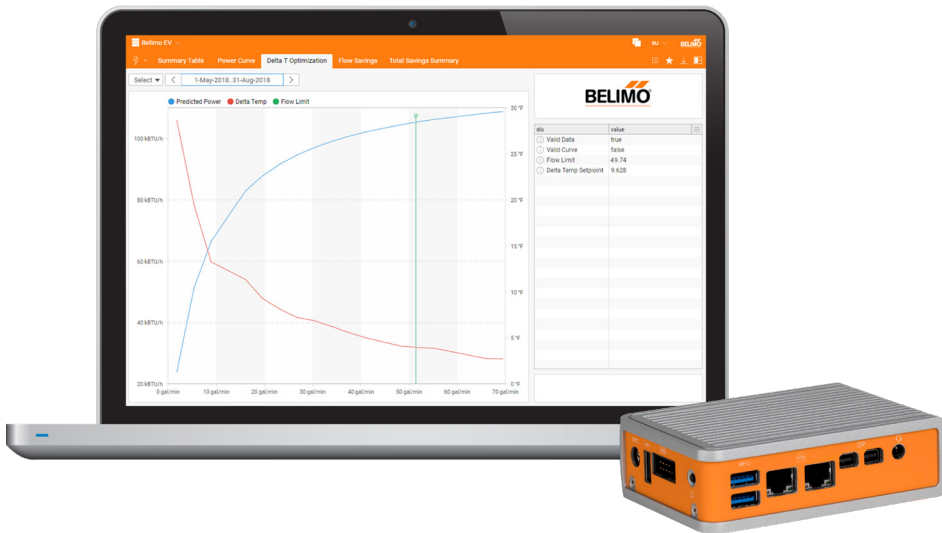 Belimo EV
su
BELIMO
Summary Table Power Curve Delta T Optimization Flow Savings Total Savings Summary
Select 1-May-2018..31-Aug-2018
Predicted Power Delta Temp Flow Limit
BELIMO
dis value
Valid Data true
Valid Curve false
Flow Limit 49.74
Delta Temp Setpioint 9.628
30 °F
100 kBTU/h
25 °F
80 kBTU/h
20 °F
15 °F
60 kBTU/h
10 °F
40 kBTU/h
5 °F
20 kBTU/h
0 °F
0 gal/min 10 gal/min 20 gal/min 30 gal/min 40 gal/min 50 gal/min 60 gal/min 70 gal/min
DP